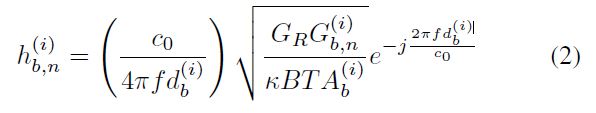 h_{b,n}^{(i)} = \left( \frac{c_0}{4\pi f d_b^{(i)}} \right) \sqrt{\frac{G_R G_{b,n}^{(i)}}{\kappa B T A_b^{(i)}}} e^{-j\frac{2\pi f d_b^{(i)|}}{c_0}} (2)